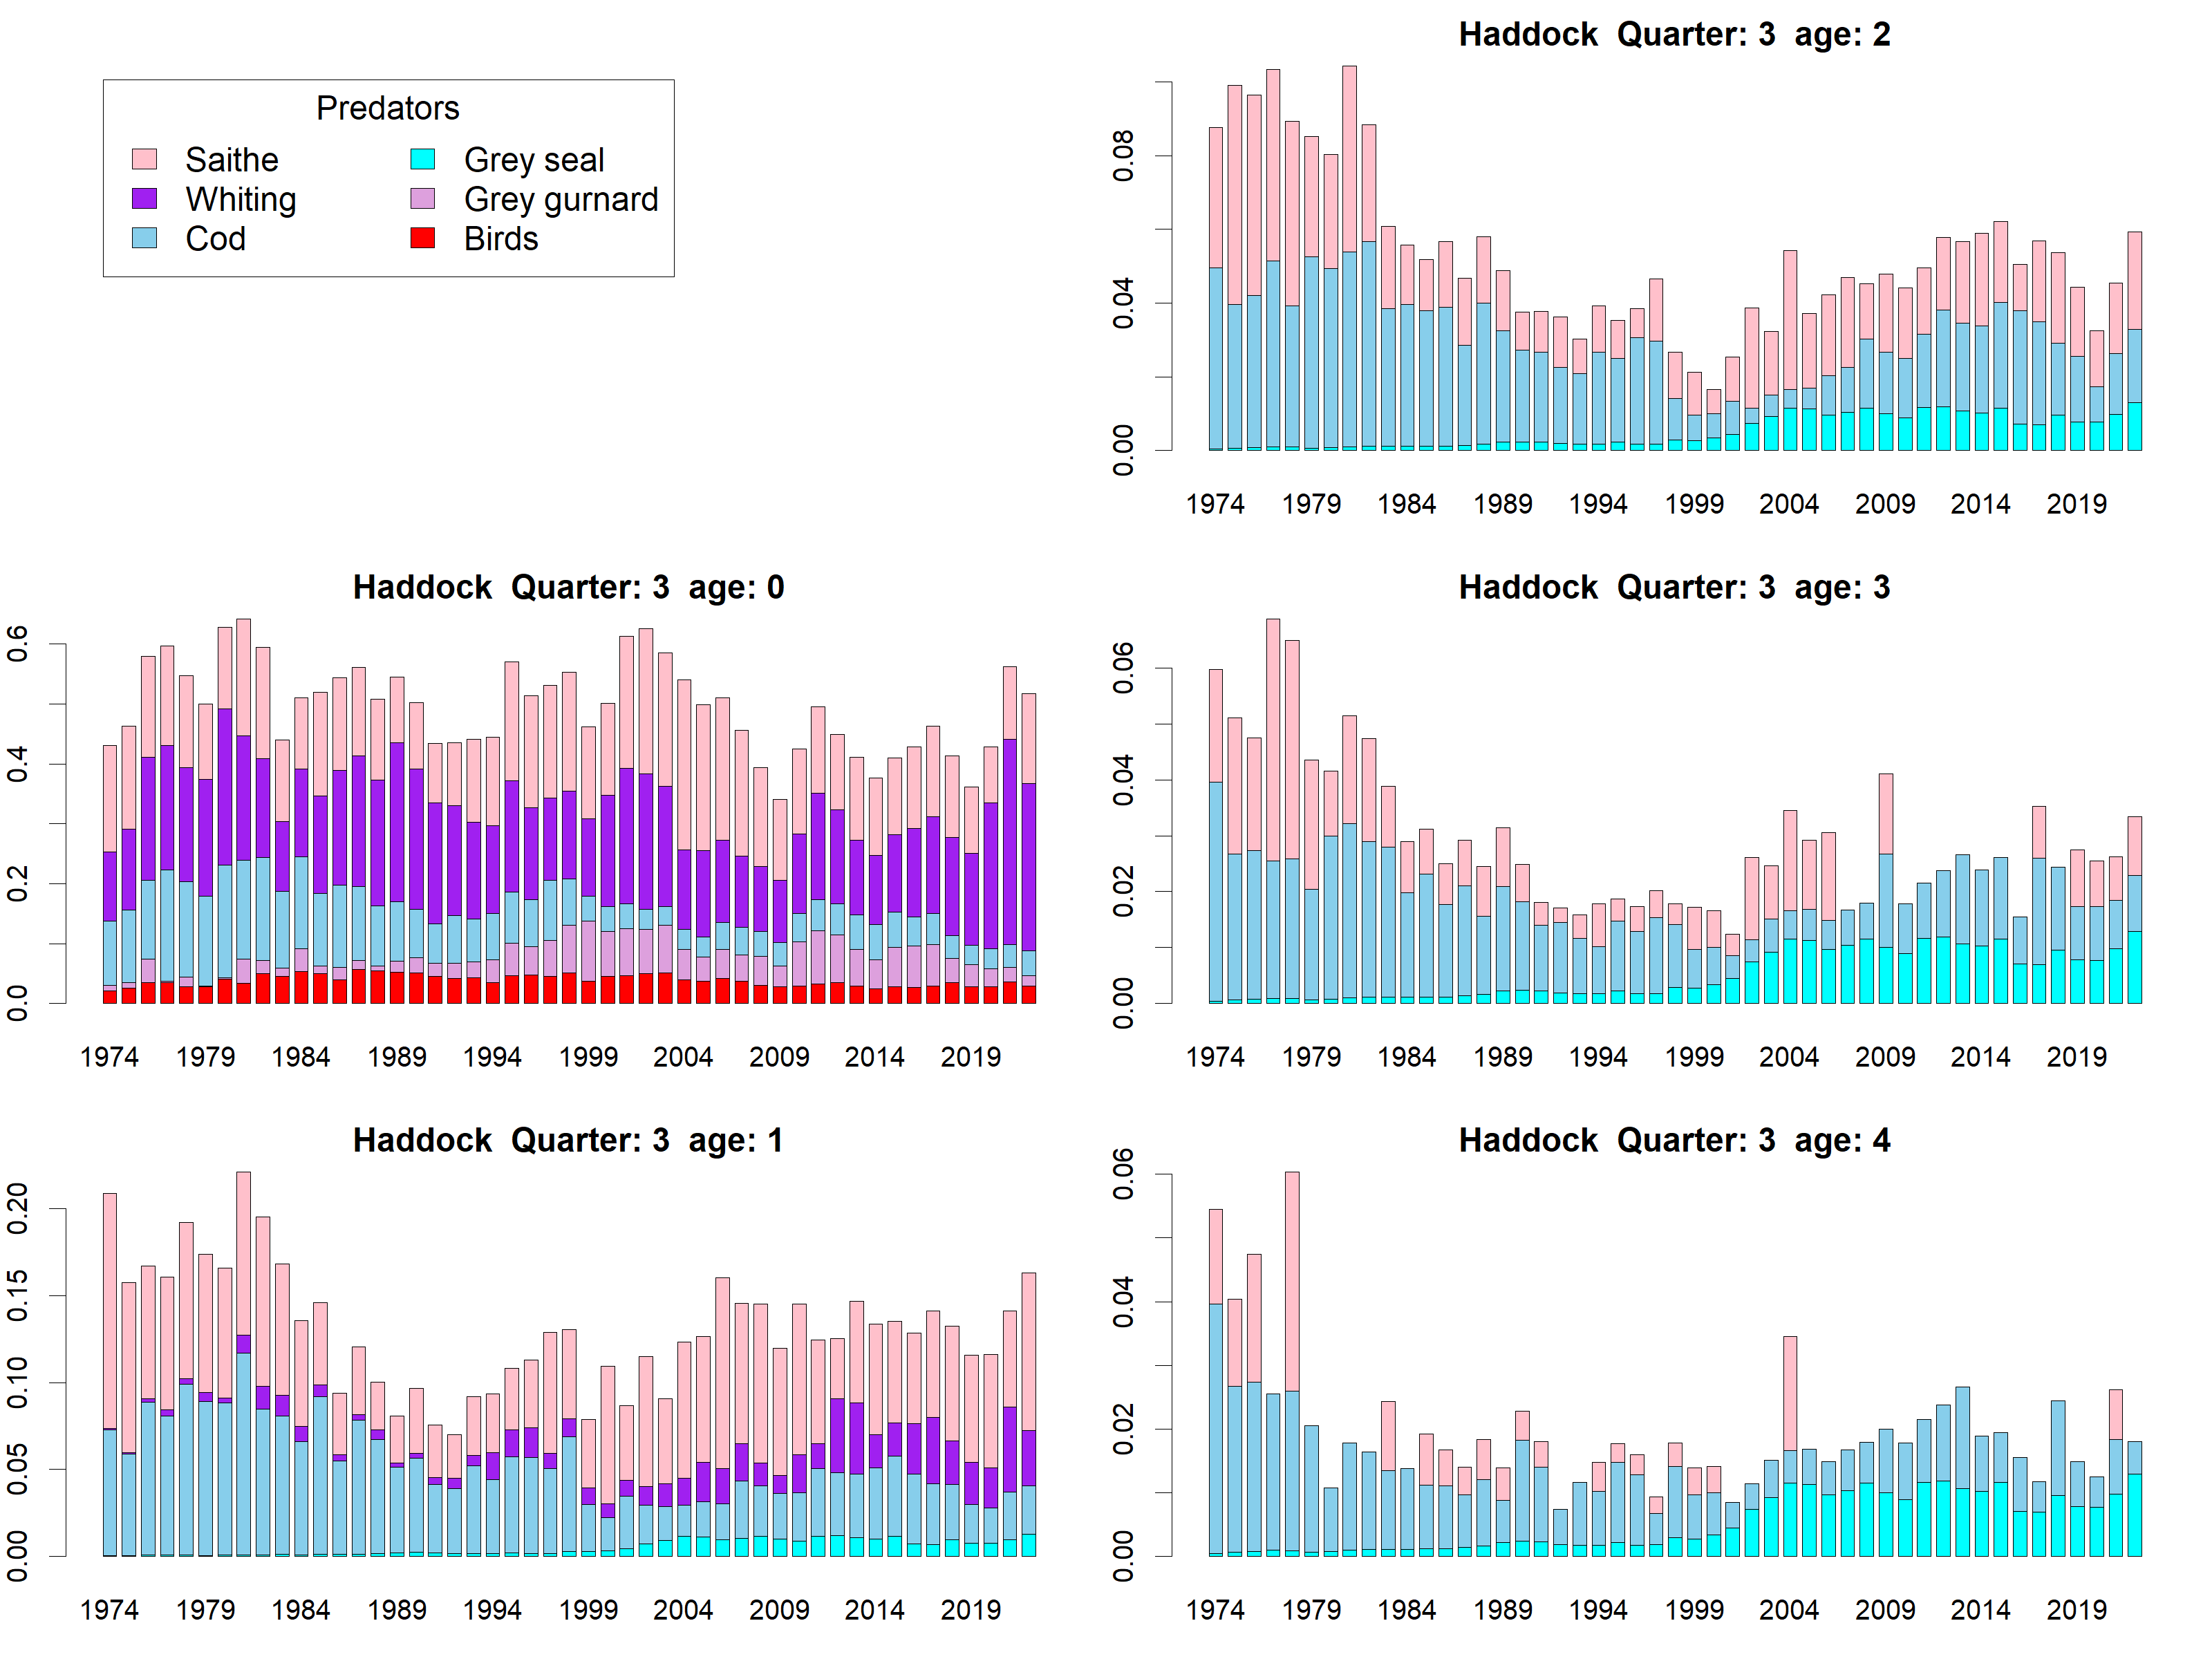 Predators
Saithe Grey seal
Whiting Grey gurnard
Cod Birds
Haddock Quarter: 3 age: 2
0.00 0.04 0.08
1974 1979 1984 1989 1994 1999 2004 2009 2014 2019
Haddock Quarter: 3 age: 0
0.0 0.2 0.4 0.6
1974 1979 1984 1989 1994 1999 2004 2009 2014 2019
Haddock Quarter: 3 age: 3
0.00 0.02 0.04 0.06
1974 1979 1984 1989 1994 1999 2004 2009 2014 2019
Haddock Quarter: 3 age: 1
0.00 0.05 0.10 0.15 0.20
1974 1979 1984 1989 1994 1999 2004 2009 2014 2019
Haddock Quarter: 3 age: 4
0.00 0.02 0.04 0.06
1974 1979 1984 1989 1994 1999 2004 2009 2014 2019